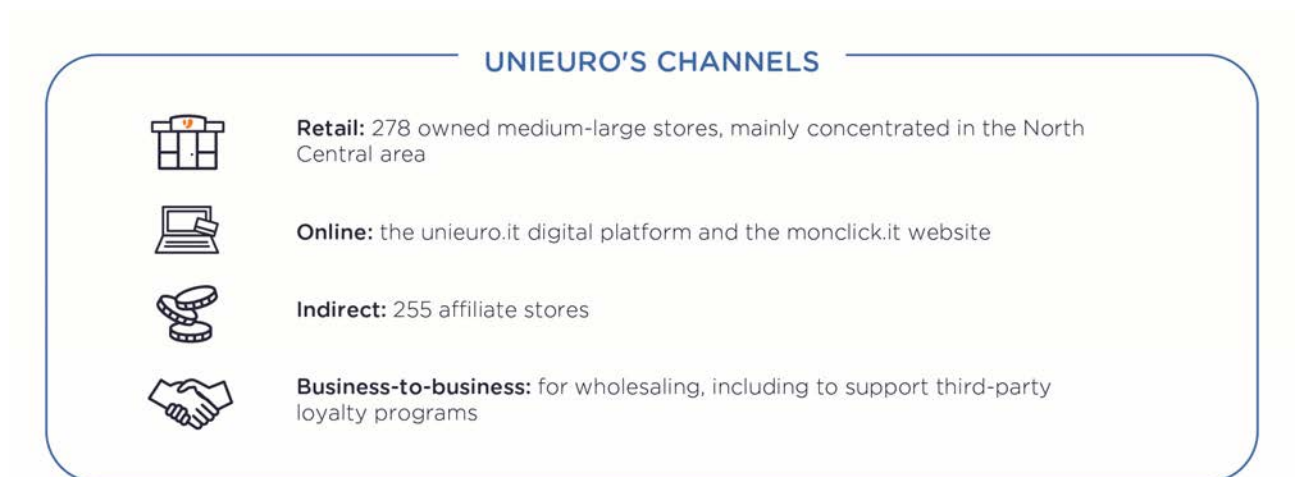 UNIEURO'S CHANNELS
Retail: 278 owned medium-large stores, mainly concentrated in the North
Central area
Online: the unieuro.it digital platform and the monclick.it website
Indirect: 255 affiliate stores
Business-to-business: for wholesaling, including to support third-party
loyalty programs